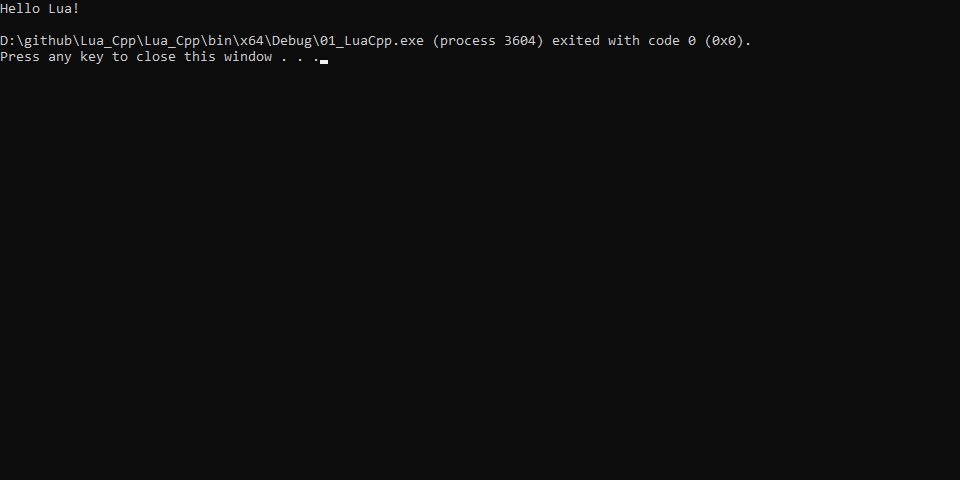 Hello Lua!
D:\github\Lua_Cpp\Lua_Cpp\bin\x64\Debug\01_LuaCpp.exe (process 3604) exited with code 0 (0x0).
Press any key to close this window . . .